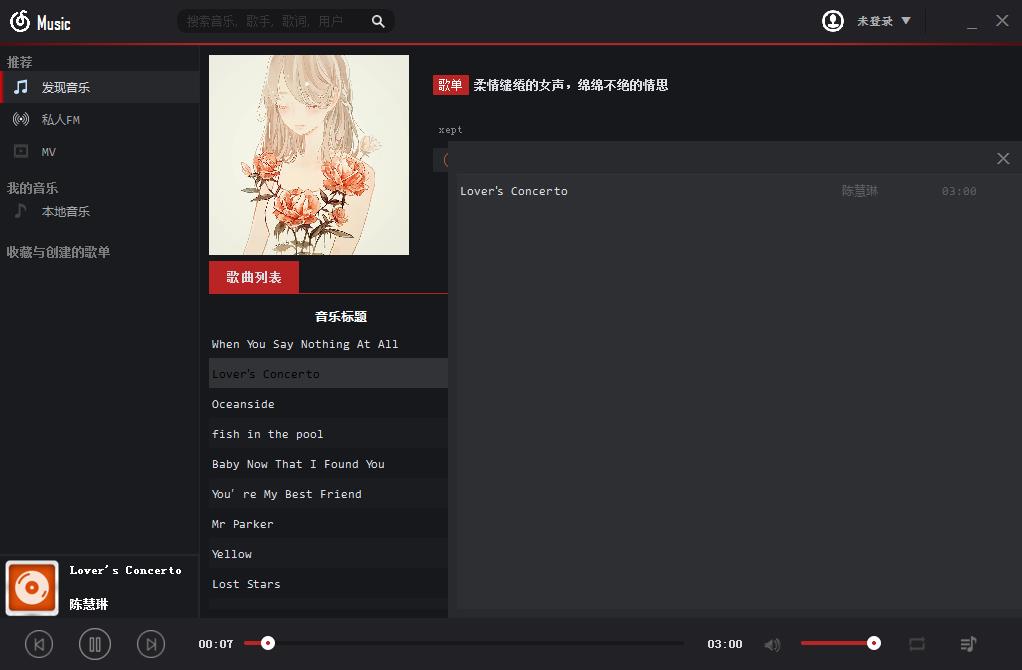 Music
搜索音乐, 歌手, 歌词, 用户
未登录
推荐
发现音乐
私人FM
MV
我的音乐
本地音乐
收藏与创建的歌单
歌单 柔情缱绻的女声，绵绵不绝的情思
xept
歌曲列表
音乐标题
When You Say Nothing At All
Lover's Concerto
Oceanside
fish in the pool
Baby Now That I Found You
You're My Best Friend
Mr Parker
Yellow
Lost Stars
Lover's Concerto 陈慧琳 03:00
Lover's Concerto
陈慧琳
00:07 03:00